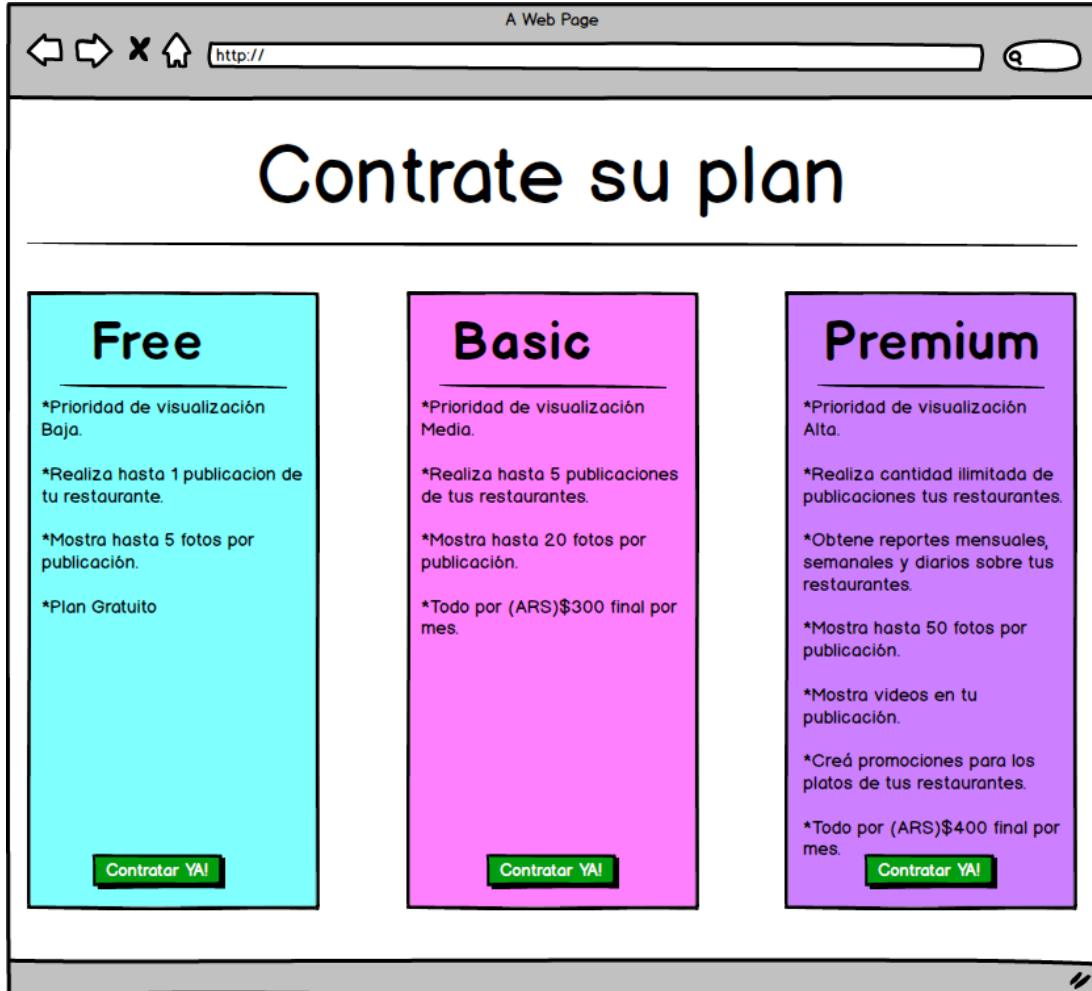 A Web Page
http://
Contrate su plan
Free
*Prioridad de visualización
Baja.
*Realiza hasta 1 publicacion de
tu restaurante.
*Mostra hasta 5 fotos por
publicación.
*Plan Gratuito
Contratar YA!
Basic
*Prioridad de visualización
Media.
*Realiza hasta 5 publicaciones
de tus restaurantes.
*Mostra hasta 20 fotos por
publicación.
*Todo por (ARS)$300 final por
mes.
Contratar YA!
Premium
*Prioridad de visualización
Alta.
*Realiza cantidad ilimitada de
publicaciones tus restaurantes.
*Obtene reportes mensuales,
semanales y diarios sobre tus
restaurantes.
*Mostra hasta 50 fotos por
publicación.
*Mostra videos en tu
publicación.
*Creá promociones para los
platos de tus restaurantes.
*Todo por (ARS)$400 final por
mes.
Contratar YA!